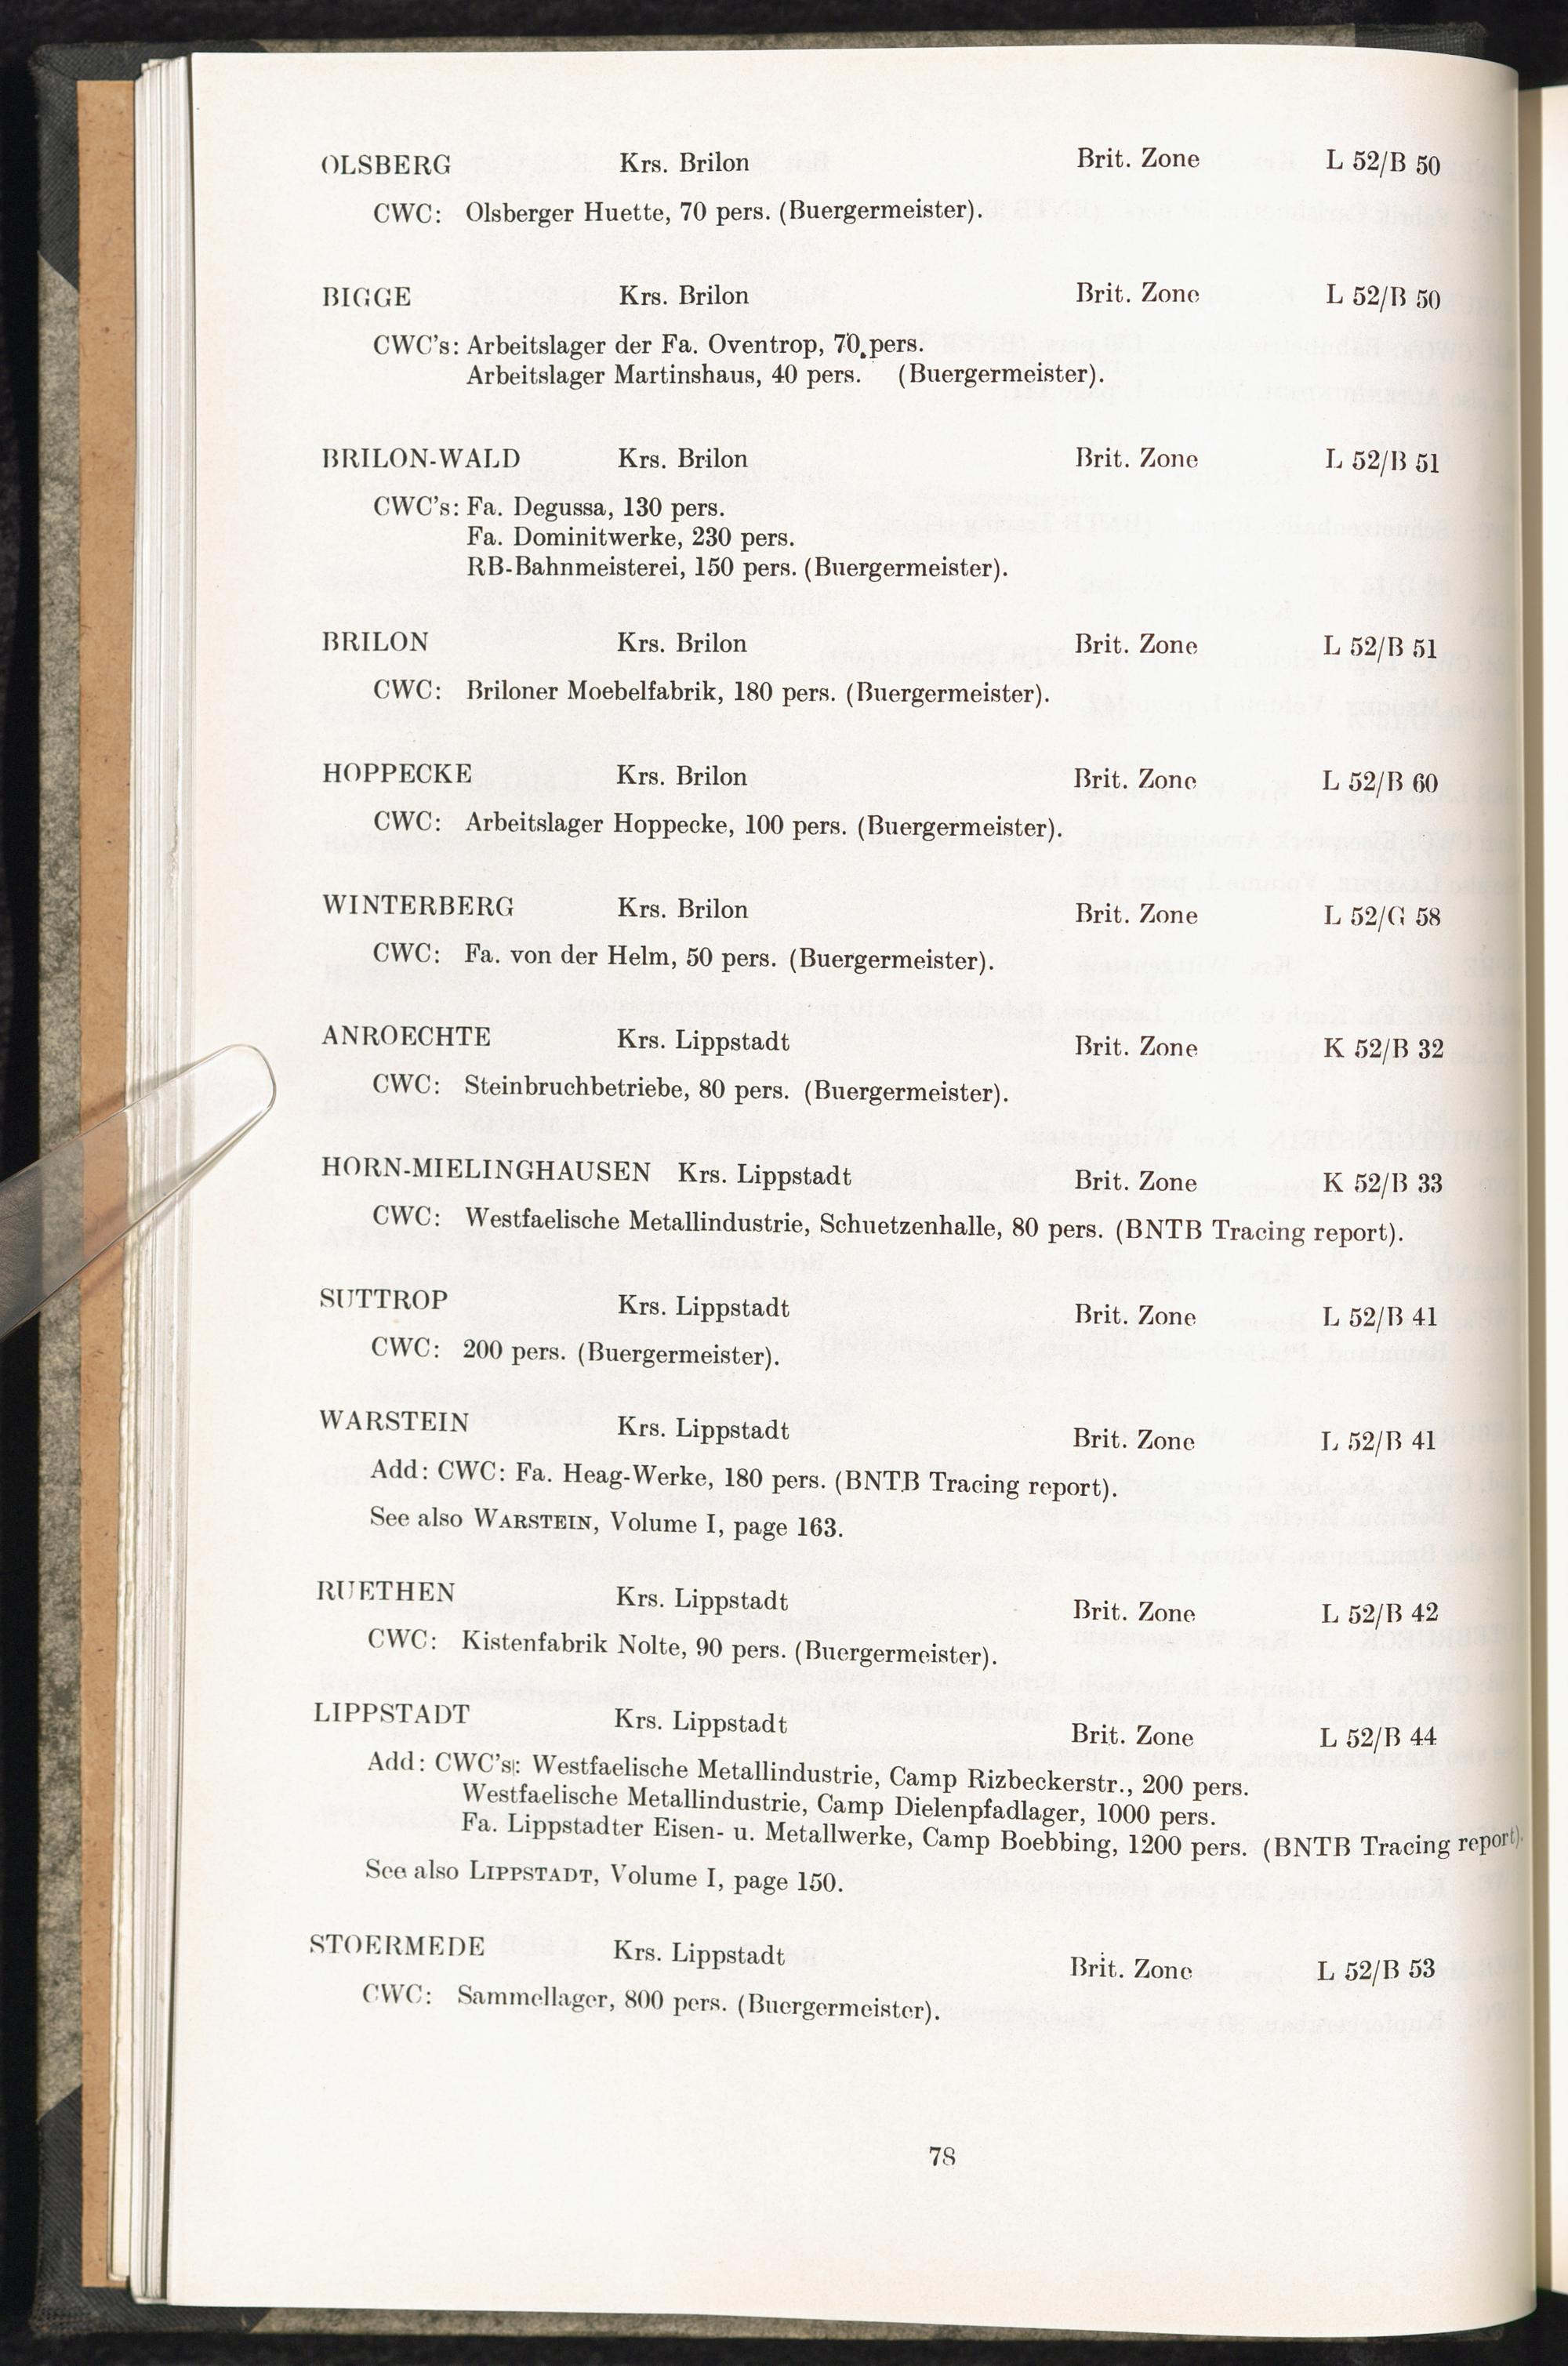 OLSBERG Krs. Brilon Brit. Zone L 52/B 50
CWC: Olsberger Huette, 70 pers. (Buergermeister).
BIGGE Krs. Brilon Brit. Zone L 52/B 50
CWC's: Arbeitslager der Fa. Oventrop, 70 pers.
Arbeitslager Martinshaus, 40 pers. (Buergermeister).
BRILON-WALD Krs. Brilon Brit. Zone L 52/B 51
CWC's: Fa. Degussa, 130 pers.
Fa. Dominitwerke, 230 pers.
RB-Bahnmeisterei, 150 pers. (Buergermeister).
BRILON Krs. Brilon Brit. Zone L 52/B 51
CWC: Briloner Moebelfabrik, 180 pers. (Buergermeister).
HOPPECKE Krs. Brilon Brit. Zone L 52/B 60
CWC: Arbeitslager Hoppecke, 100 pers. (Buergermeister).
WINTERBERG Krs. Brilon Brit. Zone L 52/G 58
CWC: Fa. von der Helm, 50 pers. (Buergermeister).
ANROECHTE Krs. Lippstadt Brit. Zone K 52/B 32
CWC: Steinbruchbetriebe, 80 pers. (Buergermeister).
HORN-MIELINGHAUSEN Krs. Lippstadt Brit. Zone K 52/B 33
CWC: Westfaelische Metallindustrie, Schuetzenhalle, 80 pers. (BNTB Tracing report).
SUTTROP Krs. Lippstadt Brit. Zone L 52/B 41
CWC: 200 pers. (Buergermeister).
WARSTEIN Krs. Lippstadt Brit. Zone L 52/B 41
Add: CWC: Fa. Heag-Werke, 180 pers. (BNTB Tracing report).
See also WARSTEIN, Volume I, page 163.
RUETHEN Krs. Lippstadt Brit. Zone L 52/B 42
CWC: Kistenfabrik Nolte, 90 pers. (Buergermeister).
LIPPSTADT Krs. Lippstadt Brit. Zone L 52/B 44
Add: CWC's: Westfaelische Metallindustrie, Camp Rizbeckerstr., 200 pers.
Westfaelische Metallindustrie, Camp Dielenpfadlager, 1000 pers.
Fa. Lippstadter Eisen- u. Metallwerke, Camp Boebbing, 1200 pers. (BNTB Tracing report).
See also LIPPSTADT, Volume I, page 150.
STOERMEDE Krs. Lippstadt Brit. Zone L 52/B 53
CWC: Sammellager, 800 pers. (Buergermeister).
78